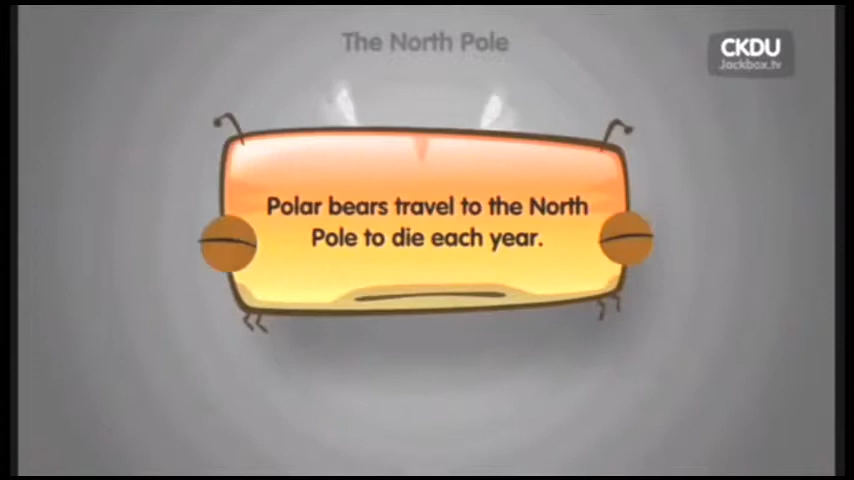 The North Pole
CKDU
Jackbox.tv
Polar bears travel to the North
Pole to die each year.